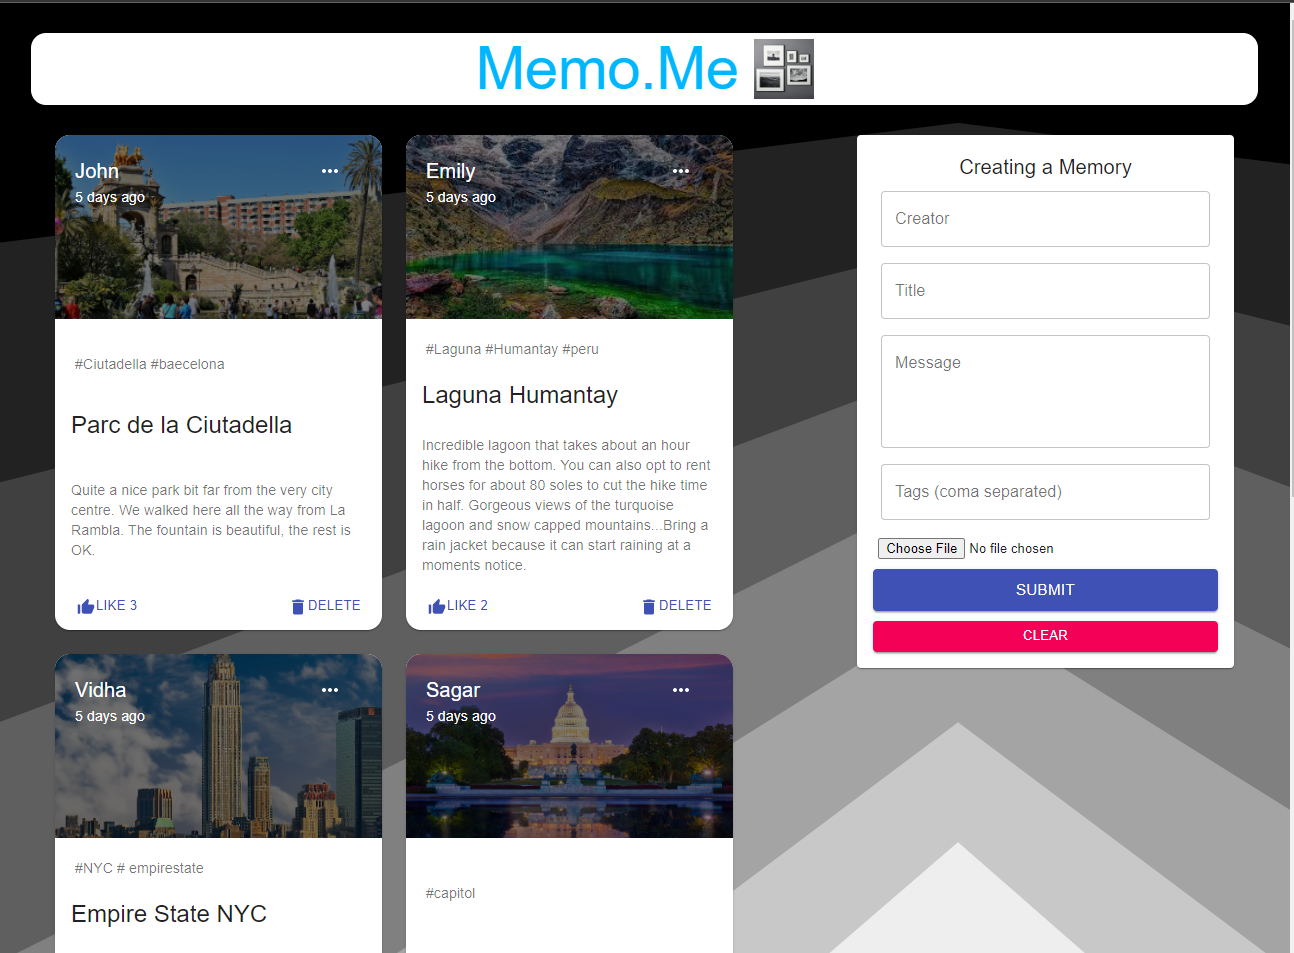 Memo.Me
John
5 days ago
#Ciutadella #baecelona
Parc de la Ciutadella
Quite a nice park bit far from the very city
centre. We walked here all the way from La
Rambla. The fountain is beautiful, the rest is
OK.
LIKE 3
DELETE
Emily
5 days ago
#Laguna #Humantay #peru
Laguna Humantay
Incredible lagoon that takes about an hour
hike from the bottom. You can also opt to rent
horses for about 80 soles to cut the hike time
in half. Gorgeous views of the turquoise
lagoon and snow capped mountains...Bring a
rain jacket because it can start raining at a
moments notice.
LIKE 2
DELETE
Vidha
5 days ago
#NYC # empirestate
Empire State NYC
Sagar
5 days ago
#capitol
Creating a Memory
Creator
Title
Message
Tags (coma separated)
Choose File No file chosen
SUBMIT
CLEAR